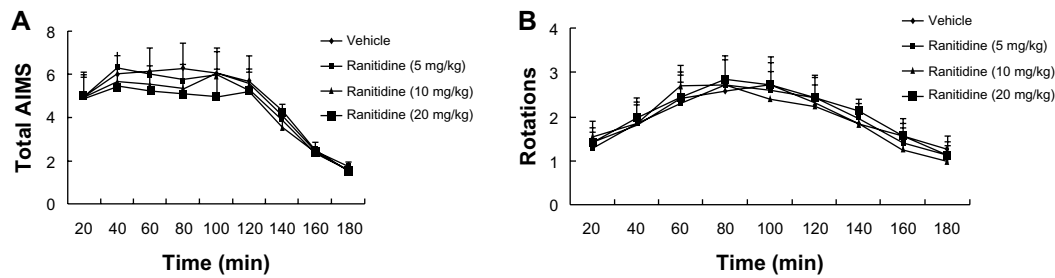 A
Total AIMS
8
6
4
2
0
20 40 60 80 100 120 140 160 180
Time (min)
Vehicle
Ranitidine (5 mg/kg)
Ranitidine (10 mg/kg)
Ranitidine (20 mg/kg)
B
Rotations
4
3
2
1
0
20 40 60 80 100 120 140 160 180
Time (min)
Vehicle
Ranitidine (5 mg/kg)
Ranitidine (10 mg/kg)
Ranitidine (20 mg/kg)